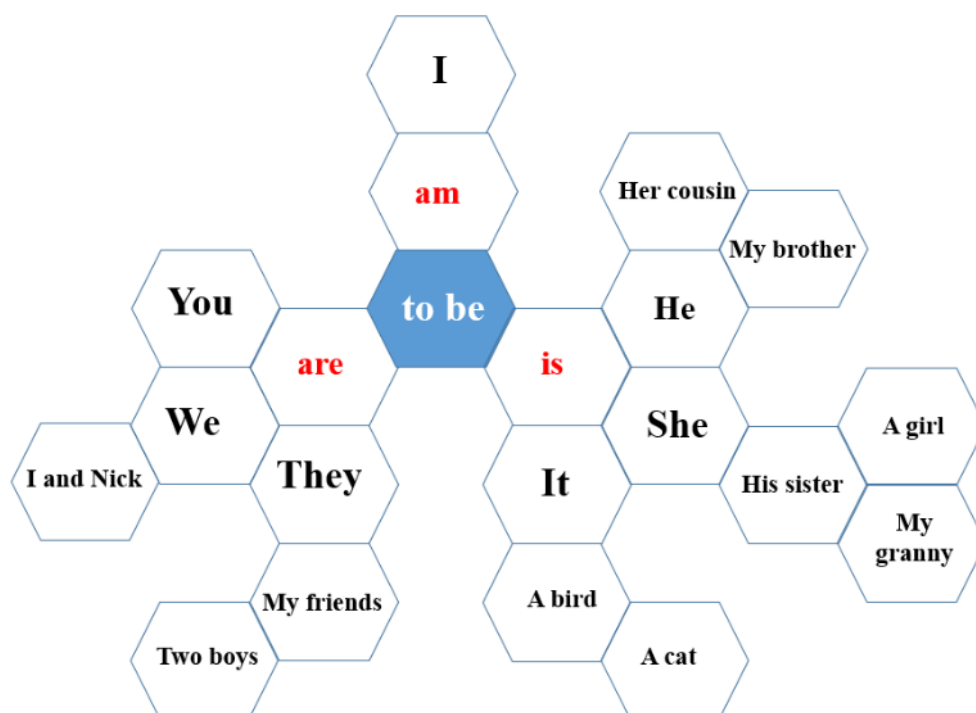 I
am
Her cousin
My brother
You
to be
He
are
is
We
She
A girl
I and Nick
They
It
His sister
My
granny
My friends
A bird
Two boys
A cat